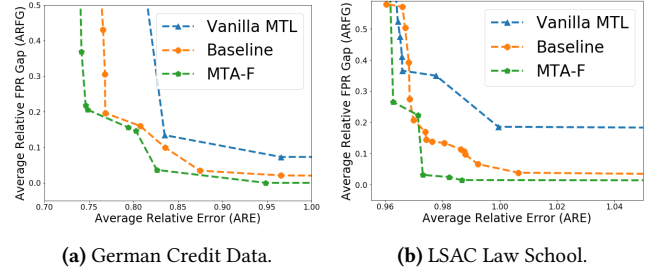 Average Relative FPR Gap (ARFG)
0.5
0.4
0.3
0.2
0.1
0.0
Vanilla MTL
Baseline
MTA-F
0.70 0.75 0.80 0.85 0.90 0.95 1.00
Average Relative Error (ARE)
(a) German Credit Data.
Average Relative FPR Gap (ARFG)
0.5
0.4
0.3
0.2
0.1
0.0
Vanilla MTL
Baseline
MTA-F
0.96 0.98 1.00 1.02 1.04
Average Relative Error (ARE)
(b) LSAC Law School.